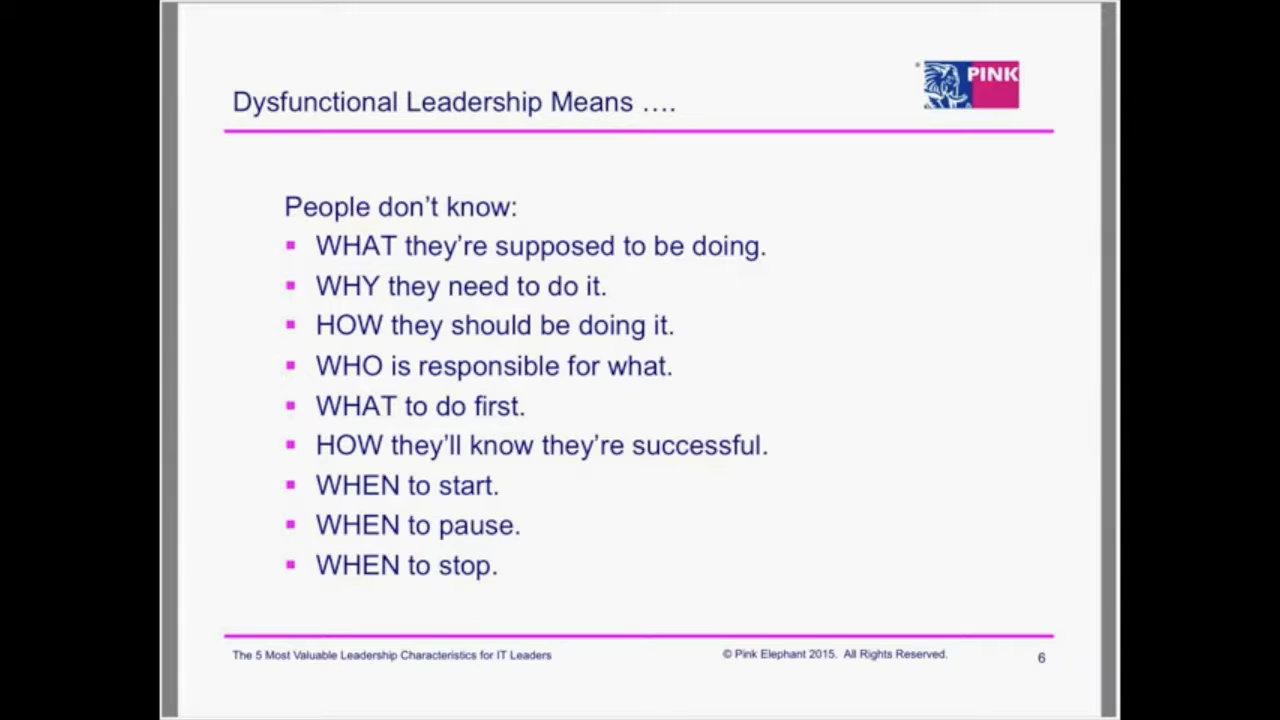 Dysfunctional Leadership Means ….
PINK
People don't know:
▪ WHAT they're supposed to be doing.
▪ WHY they need to do it.
▪ HOW they should be doing it.
▪ WHO is responsible for what.
▪ WHAT to do first.
▪ HOW they'll know they're successful.
▪ WHEN to start.
▪ WHEN to pause.
▪ WHEN to stop.
The 5 Most Valuable Leadership Characteristics for IT Leaders
© Pink Elephant 2015. All Rights Reserved.
6